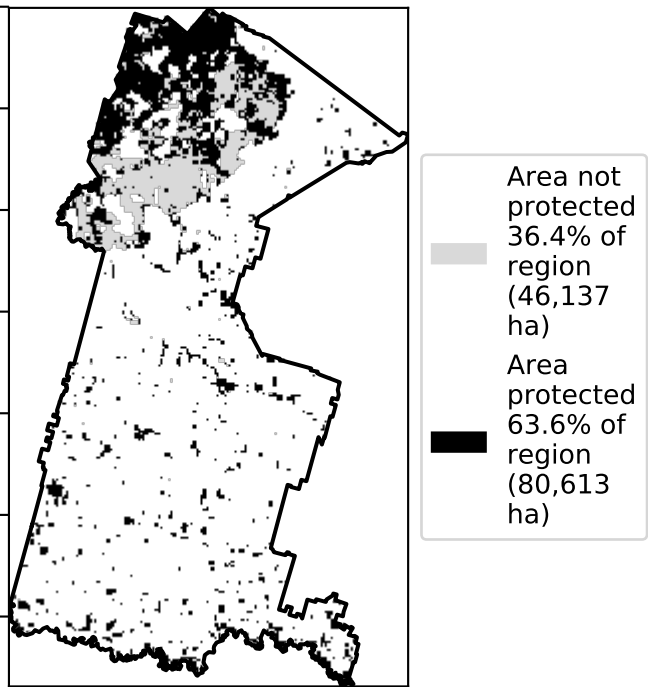 Area not
protected
36.4% of
region
(46,137
ha)
Area
protected
63.6% of
region
(80,613
ha)